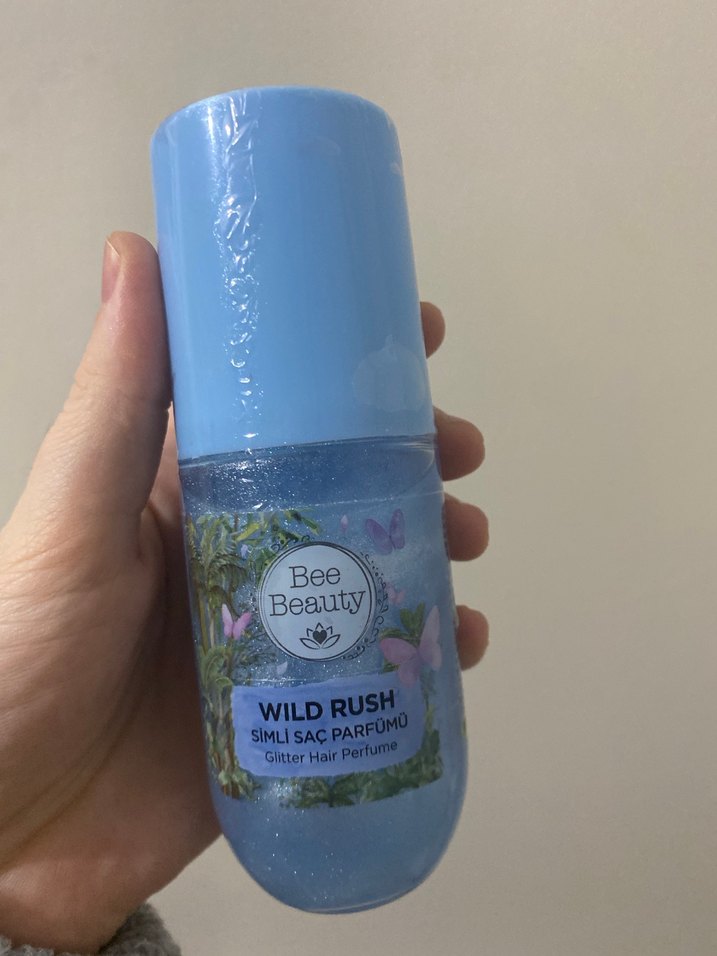 Bee
Beauty
WILD RUSH
SİMLİ SAÇ PARFÜMÜ
Glitter Hair Perfume